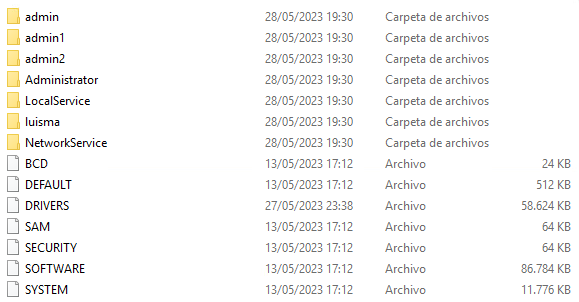 admin 28/05/2023 19:30 Carpeta de archivos
admin1 28/05/2023 19:30 Carpeta de archivos
admin2 28/05/2023 19:30 Carpeta de archivos
Administrator 28/05/2023 19:30 Carpeta de archivos
LocalService 28/05/2023 19:30 Carpeta de archivos
luisma 28/05/2023 19:30 Carpeta de archivos
NetworkService 28/05/2023 19:30 Carpeta de archivos
BCD 13/05/2023 17:12 Archivo 24 KB
DEFAULT 13/05/2023 17:12 Archivo 512 KB
DRIVERS 27/05/2023 23:38 Archivo 58.624 KB
SAM 13/05/2023 17:12 Archivo 64 KB
SECURITY 13/05/2023 17:12 Archivo 64 KB
SOFTWARE 13/05/2023 17:12 Archivo 86.784 KB
SYSTEM 13/05/2023 17:12 Archivo 11.776 KB